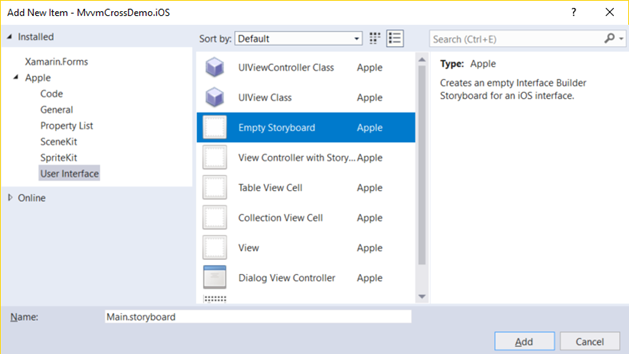 Add New Item - MvvmCrossDemo.iOS
? ×
Installed
Xamarin.Forms
Apple
Code
General
Property List
SceneKit
SpriteKit
User Interface
Online
Sort by: Default
UIViewController Class Apple
UIView Class Apple
Empty Storyboard Apple
View Controller with Story... Apple
Table View Cell Apple
Collection View Cell Apple
View Apple
Dialog View Controller Apple
Search (Ctrl+E)
Type: Apple
Creates an empty Interface Builder
Storyboard for an iOS interface.
Name: Main.storyboard
Add Cancel